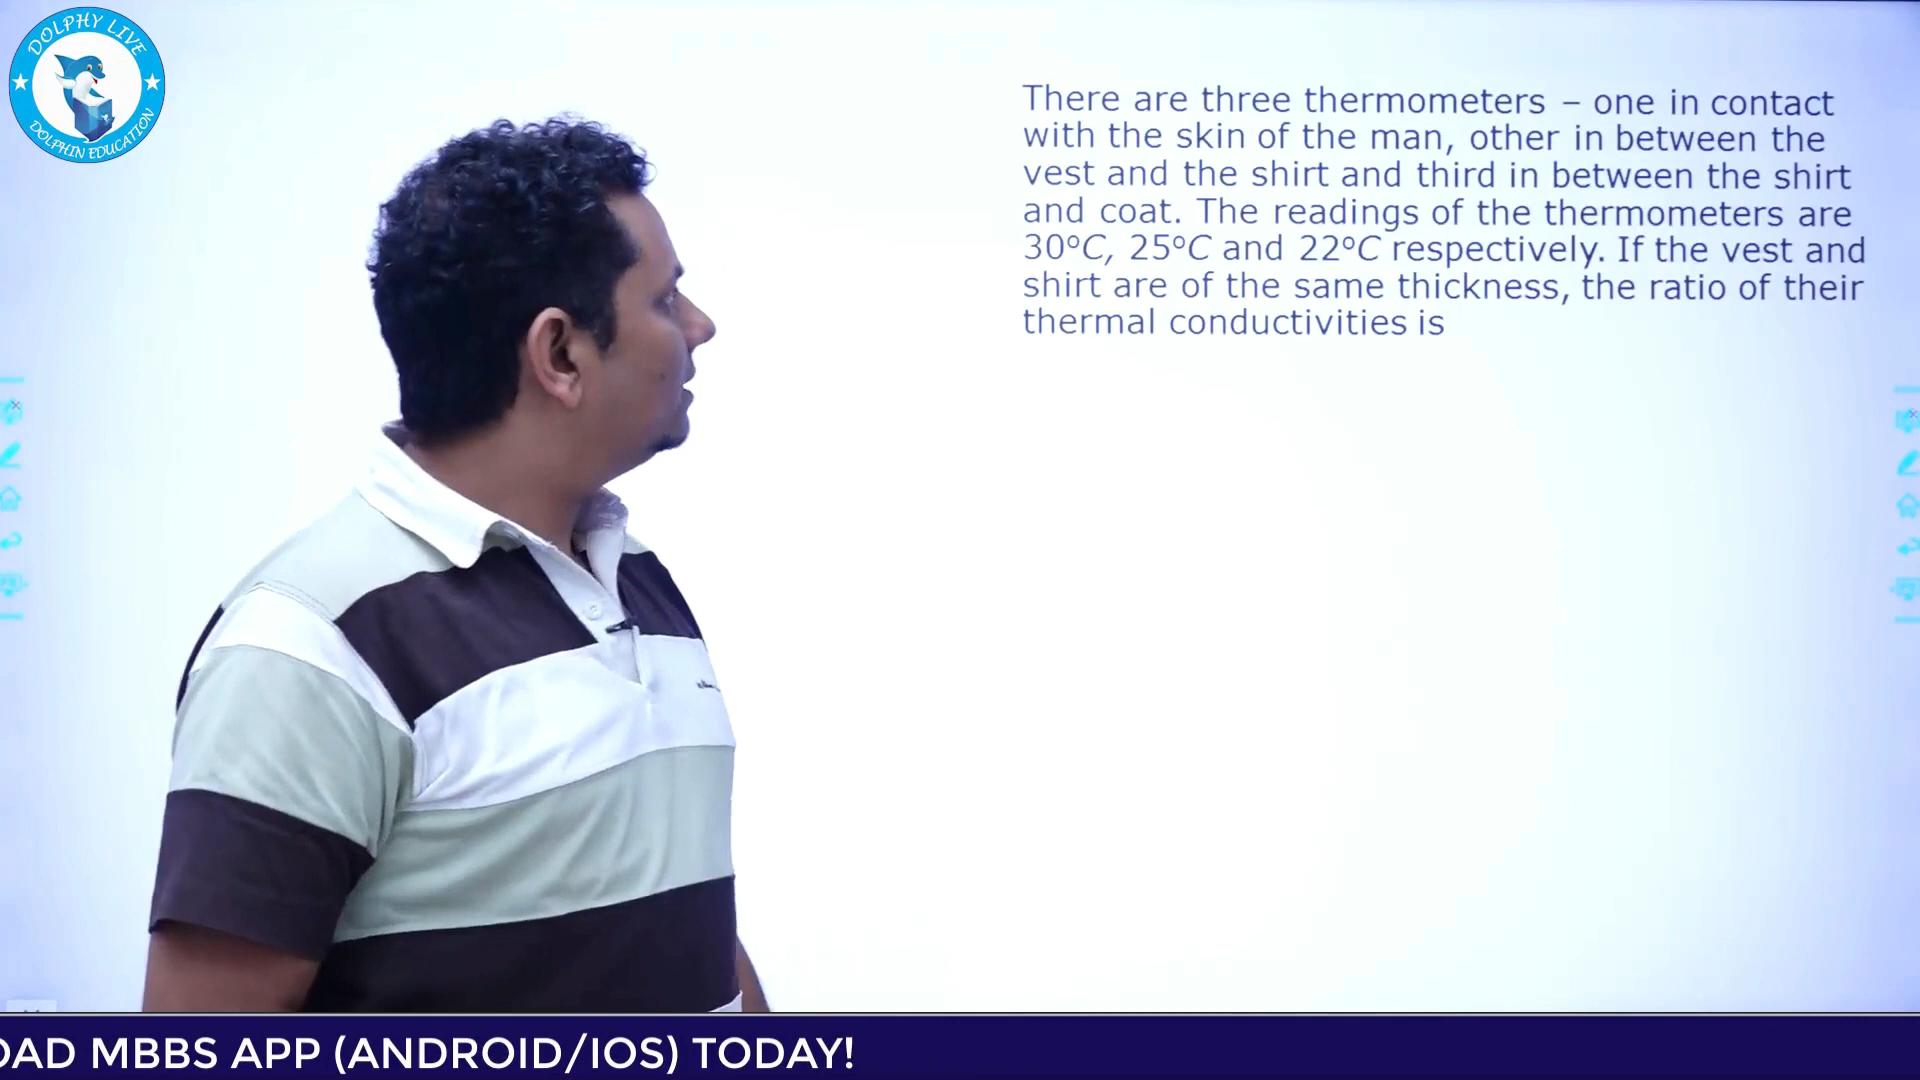 DOLPHY LIVE
DOLPHIN EDUCATION
There are three thermometers – one in contact
with the skin of the man, other in between the
vest and the shirt and third in between the shirt
and coat. The readings of the thermometers are
30°C, 25°C and 22°C respectively. If the vest and
shirt are of the same thickness, the ratio of their
thermal conductivities is
OAD MBBS APP (ANDROID/IOS) TODAY!